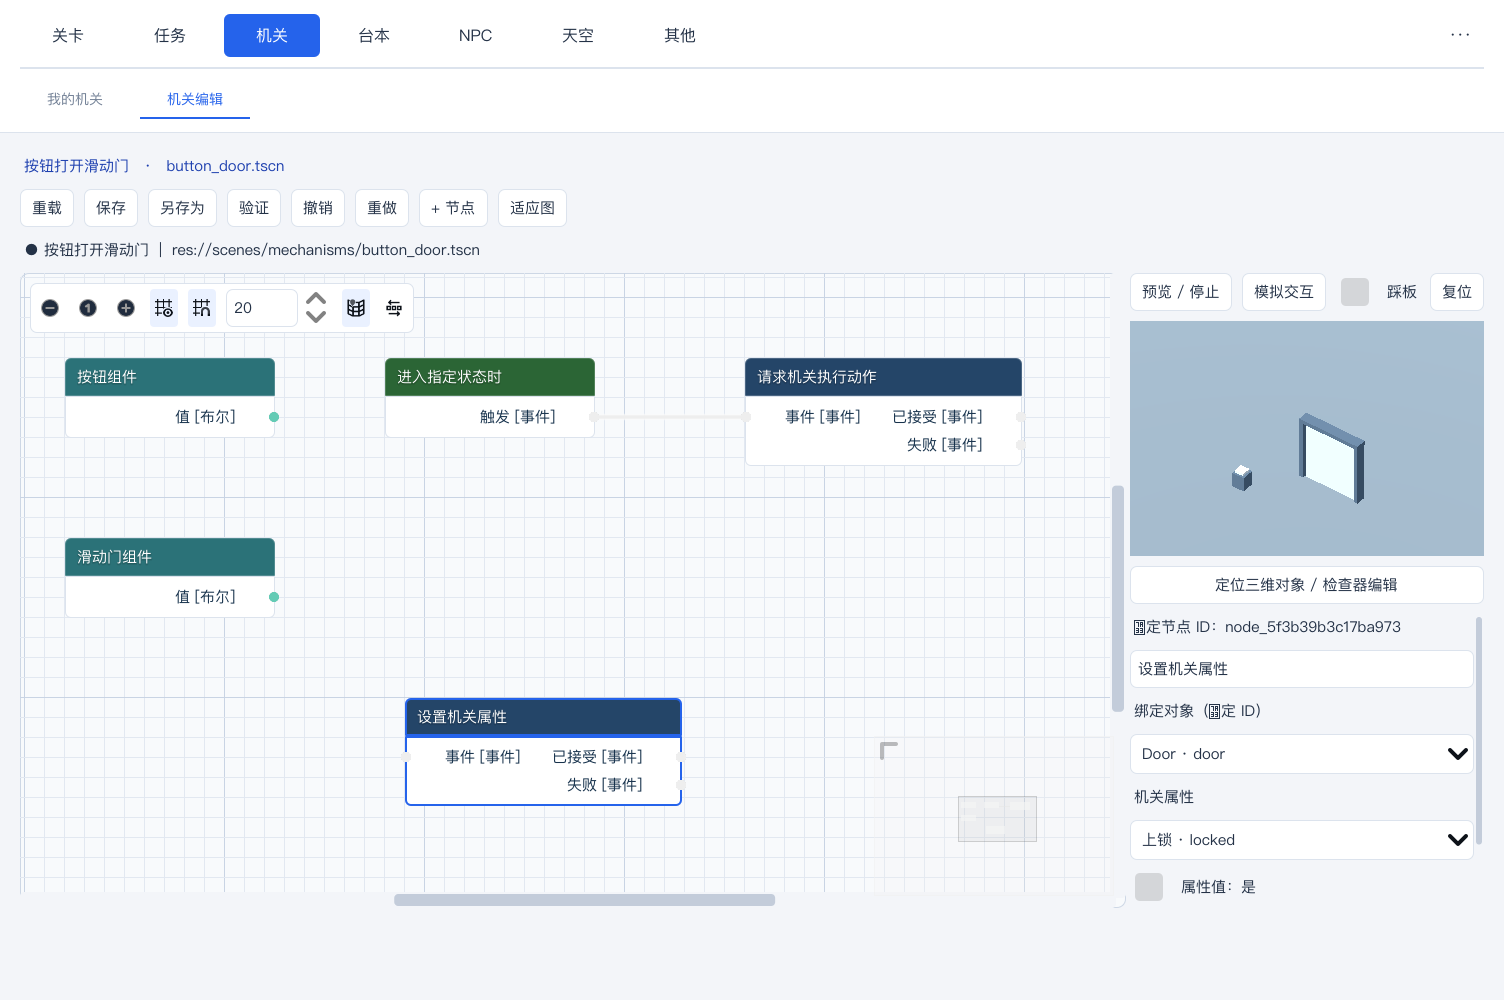 关卡 任务 机关 台本 NPC 天空 其他 ···
我的机关 机关编辑
按钮打开滑动门 · button_door.tscn
重载 保存 另存为 验证 撤销 重做 + 节点 适应图
● 按钮打开滑动门 | res://scenes/mechanisms/button_door.tscn
20
预览 / 停止 模拟交互 踩板 复位
按钮组件
值 [布尔]
进入指定状态时
触发 [事件]
请求机关执行动作
事件 [事件] 已接受 [事件]
失败 [事件]
滑动门组件
值 [布尔]
设置机关属性
事件 [事件] 已接受 [事件]
失败 [事件]
定位三维对象 / 检查器编辑
定节点 ID：node_5f3b39b3c17ba973
设置机关属性
绑定对象（定 ID）
Door · door
机关属性
上锁 · locked
属性值：是